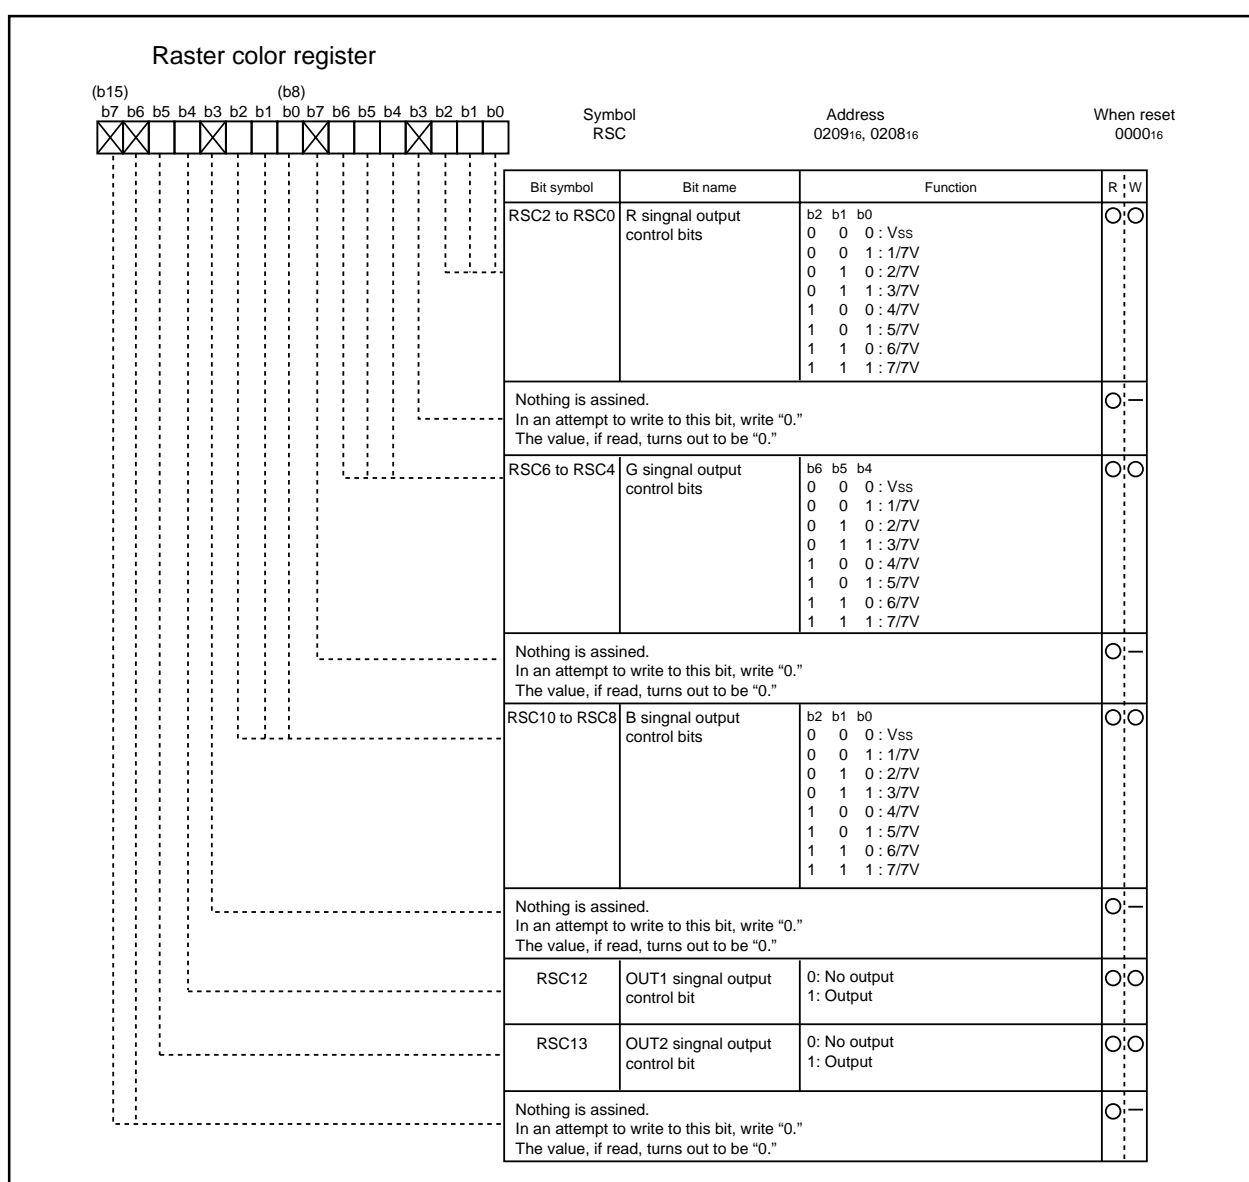 Raster color register
(b15) (b8)
b7 b6 b5 b4 b3 b2 b1 b0 b7 b6 b5 b4 b3 b2 b1 b0
Symbol Address When reset
RSC 020916, 020816 000016
Bit symbol Bit name Function R W
RSC2 to RSC0 R singnal output b2 b1 b0
control bits 0 0 0 : VSS
0 0 1 : 1/7V
0 1 0 : 2/7V
0 1 1 : 3/7V
1 0 0 : 4/7V
1 0 1 : 5/7V
1 1 0 : 6/7V
1 1 1 : 7/7V
Nothing is assined.
In an attempt to write to this bit, write “0.”
The value, if read, turns out to be “0.”
RSC6 to RSC4 G singnal output b6 b5 b4
control bits 0 0 0 : VSS
0 0 1 : 1/7V
0 1 0 : 2/7V
0 1 1 : 3/7V
1 0 0 : 4/7V
1 0 1 : 5/7V
1 1 0 : 6/7V
1 1 1 : 7/7V
Nothing is assined.
In an attempt to write to this bit, write “0.”
The value, if read, turns out to be “0.”
RSC10 to RSC8 B singnal output b2 b1 b0
control bits 0 0 0 : VSS
0 0 1 : 1/7V
0 1 0 : 2/7V
0 1 1 : 3/7V
1 0 0 : 4/7V
1 0 1 : 5/7V
1 1 0 : 6/7V
1 1 1 : 7/7V
Nothing is assined.
In an attempt to write to this bit, write “0.”
The value, if read, turns out to be “0.”
RSC12 OUT1 singnal output 0: No output
control bit 1: Output
RSC13 OUT2 singnal output 0: No output
control bit 1: Output
Nothing is assined.
In an attempt to write to this bit, write “0.”
The value, if read, turns out to be “0.”